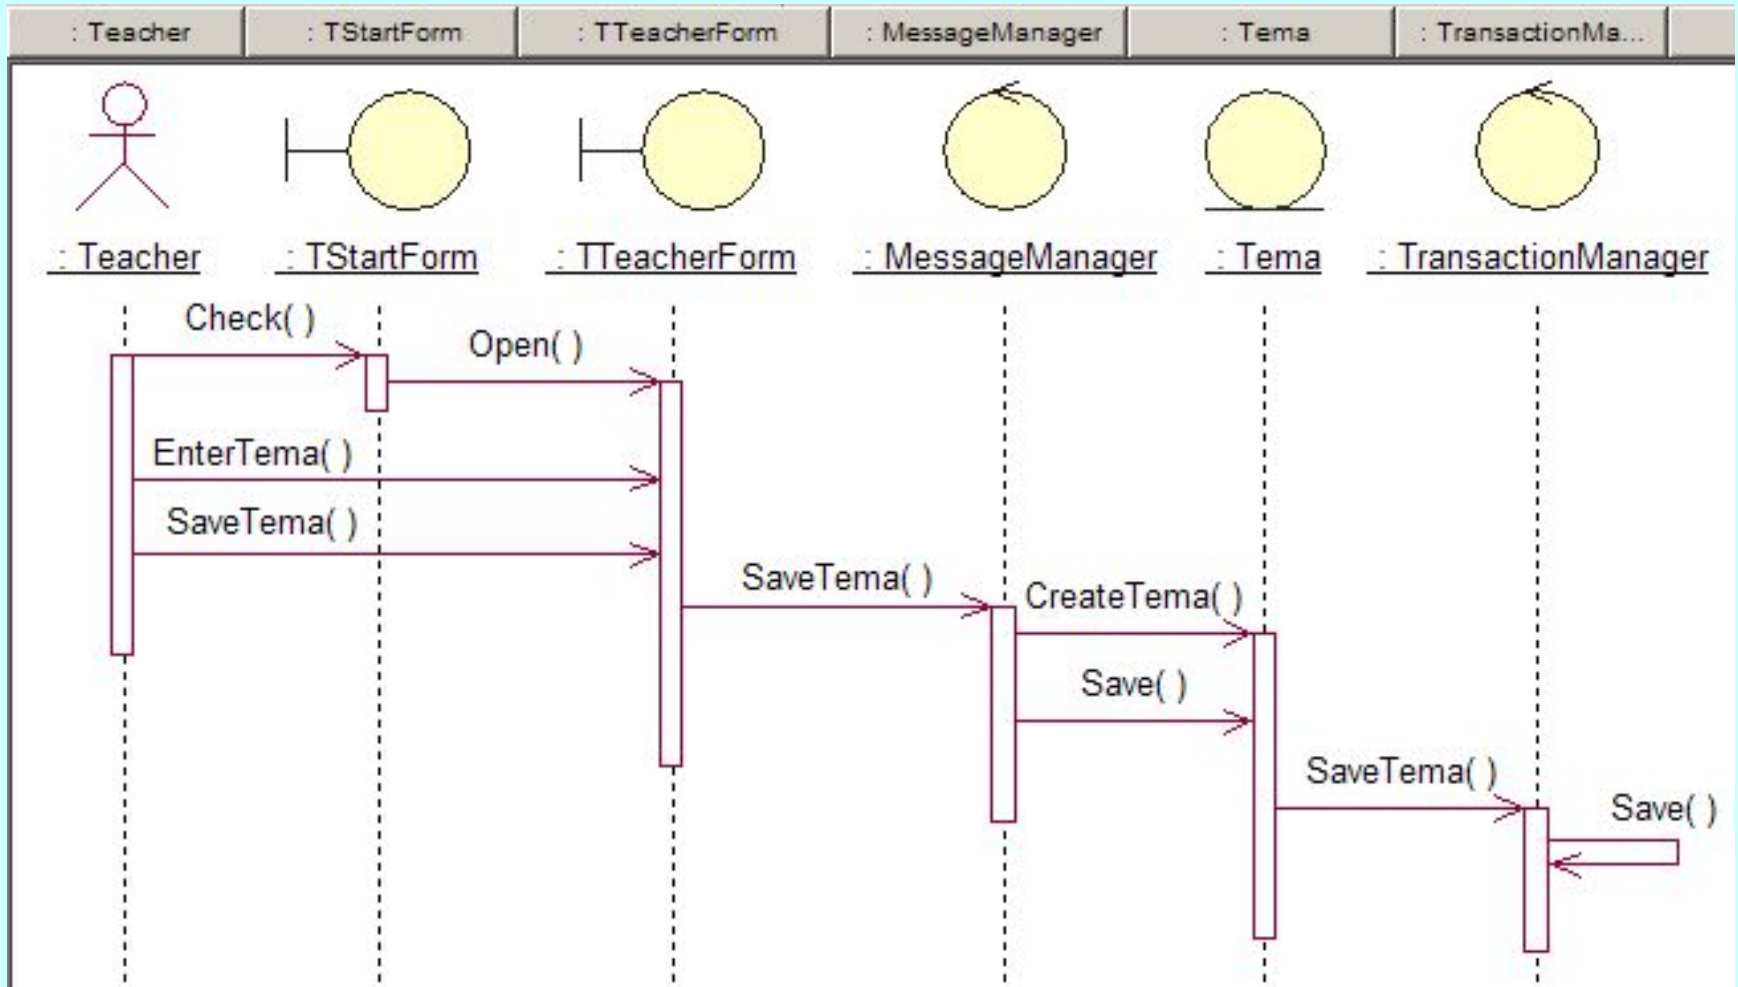 : Teacher
: TStartForm
: TTeacherForm
: MessageManager
: Tema
: TransactionMa...
: Teacher
: TStartForm
: TTeacherForm
: MessageManager
: Tema
: TransactionManager
Check( )
Open( )
EnterTema( )
SaveTema( )
SaveTema( )
CreateTema( )
Save( )
SaveTema( )
Save( )